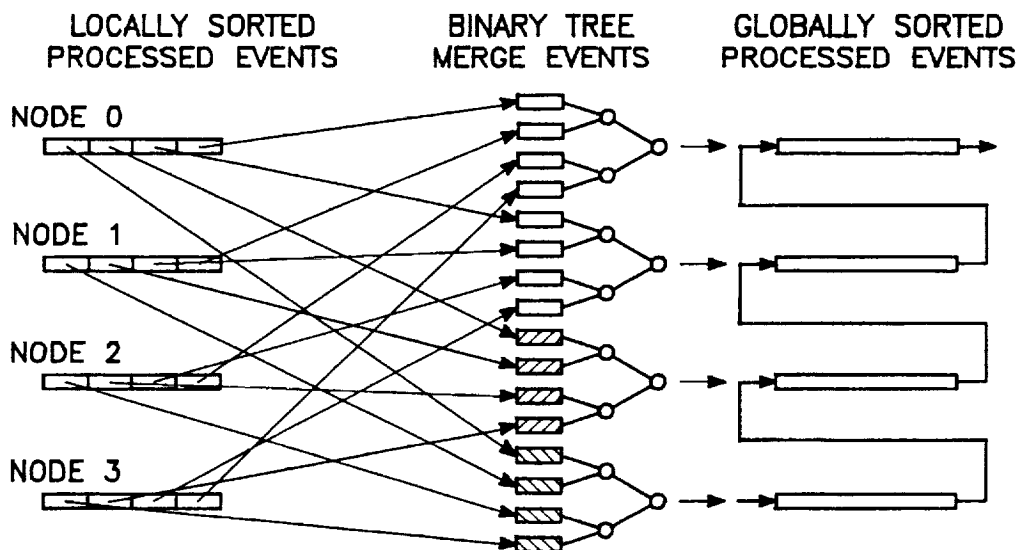 LOCALLY SORTED
PROCESSED EVENTS
BINARY TREE
MERGE EVENTS
GLOBALLY SORTED
PROCESSED EVENTS
NODE 0
NODE 1
NODE 2
NODE 3